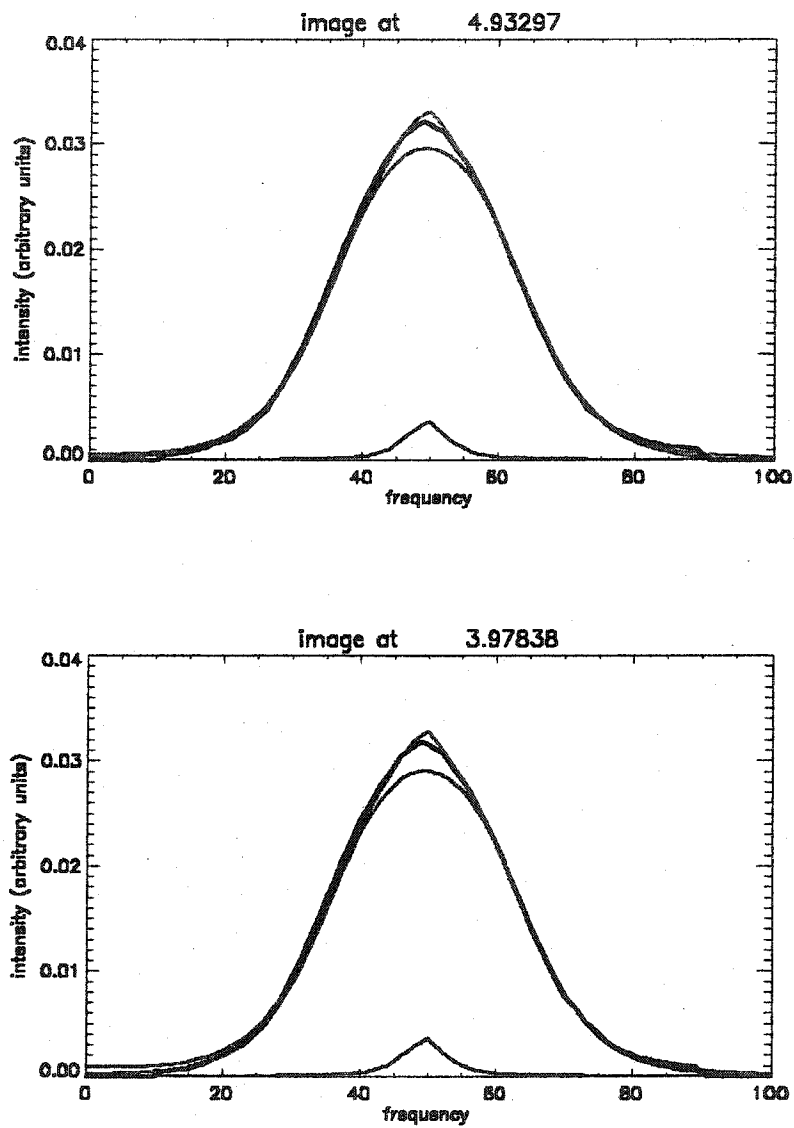 image at 4.93297
0.04
0.03
0.02
0.01
0.00
intensity (arbitrary units)
0 20 40 60 80 100
frequency
image at 3.97838
0.04
0.03
0.02
0.01
0.00
intensity (arbitrary units)
0 20 40 60 80 100
frequency